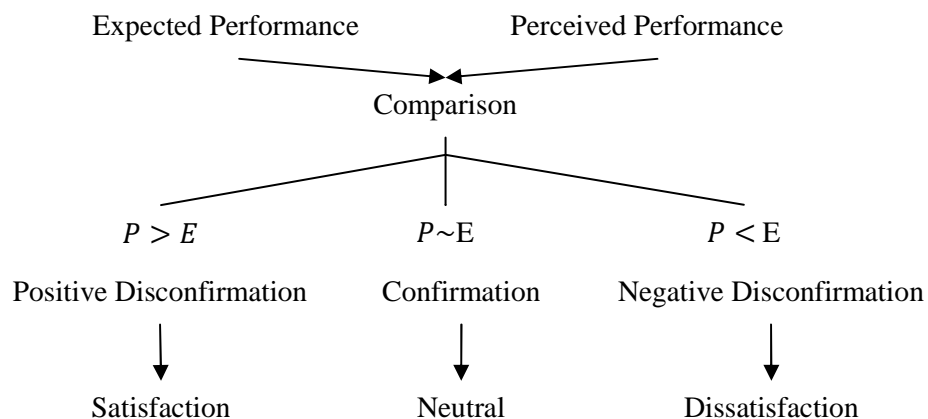 Expected Performance Perceived Performance
Comparison
P > E P~E P < E
Positive Disconfirmation Confirmation Negative Disconfirmation
Satisfaction Neutral Dissatisfaction